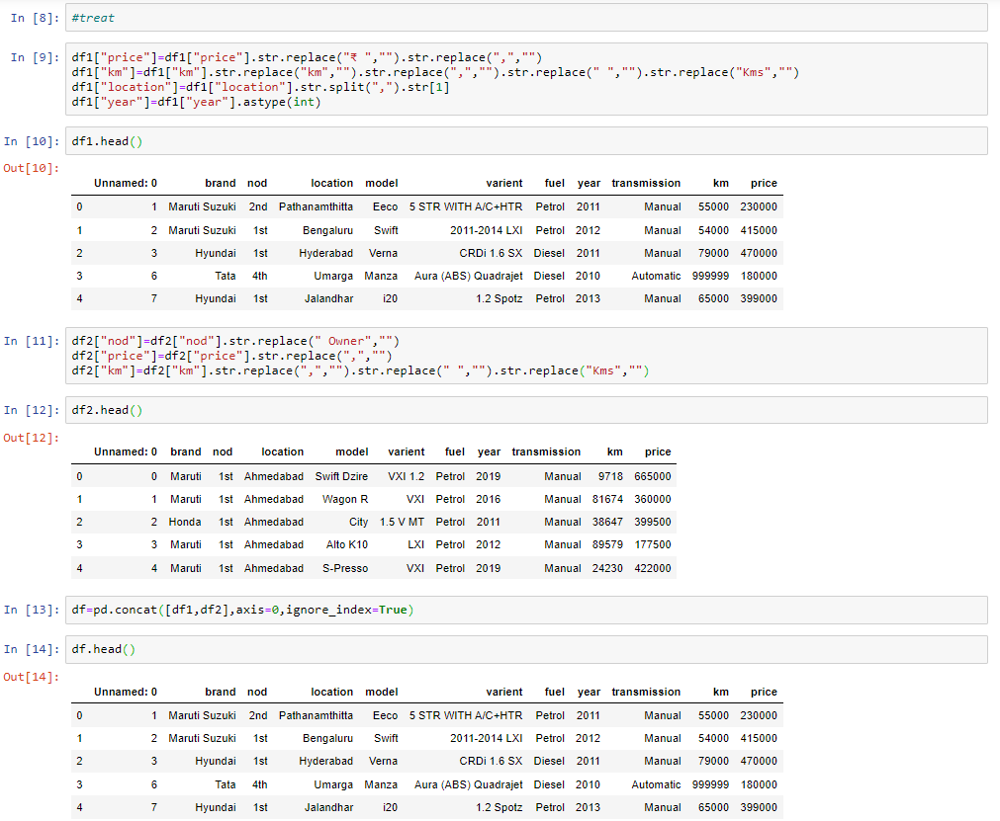 In [8]: #treat
In [9]: df1["price"]=df1["price"].str.replace("₹ ","").str.replace(",","")
df1["km"]=df1["km"].str.replace("km","").str.replace(",","").str.replace(" ","").str.replace("Kms","")
df1["location"]=df1["location"].str.split(",").str[1]
df1["year"]=df1["year"].astype(int)
In [10]: df1.head()
Out[10]:
Unnamed: 0 brand nod location model varient fuel year transmission km price
0 1 Maruti Suzuki 2nd Pathanamthitta Eeco 5 STR WITH A/C+HTR Petrol 2011 Manual 55000 230000
1 2 Maruti Suzuki 1st Bengaluru Swift 2011-2014 LXI Petrol 2012 Manual 54000 415000
2 3 Hyundai 1st Hyderabad Verna CRDi 1.6 SX Diesel 2011 Manual 79000 470000
3 6 Tata 4th Umarga Manza Aura (ABS) Quadrajet Diesel 2010 Automatic 999999 180000
4 7 Hyundai 1st Jalandhar i20 1.2 Spotz Petrol 2013 Manual 65000 399000
In [11]: df2["nod"]=df2["nod"].str.replace(" Owner","")
df2["price"]=df2["price"].str.replace(",","")
df2["km"]=df2["km"].str.replace(",","").str.replace(" ","").str.replace("Kms","")
In [12]: df2.head()
Out[12]:
Unnamed: 0 brand nod location model varient fuel year transmission km price
0 0 Maruti 1st Ahmedabad Swift Dzire VXI 1.2 Petrol 2019 Manual 9718 665000
1 1 Maruti 1st Ahmedabad Wagon R VXI Petrol 2016 Manual 81674 360000
2 2 Honda 1st Ahmedabad City 1.5 V MT Petrol 2011 Manual 38647 399500
3 3 Maruti 1st Ahmedabad Alto K10 LXI Petrol 2012 Manual 89579 177500
4 4 Maruti 1st Ahmedabad S-Presso VXI Petrol 2019 Manual 24230 422000
In [13]: df=pd.concat([df1,df2],axis=0,ignore_index=True)
In [14]: df.head()
Out[14]:
Unnamed: 0 brand nod location model varient fuel year transmission km price
0 1 Maruti Suzuki 2nd Pathanamthitta Eeco 5 STR WITH A/C+HTR Petrol 2011 Manual 55000 230000
1 2 Maruti Suzuki 1st Bengaluru Swift 2011-2014 LXI Petrol 2012 Manual 54000 415000
2 3 Hyundai 1st Hyderabad Verna CRDi 1.6 SX Diesel 2011 Manual 79000 470000
3 6 Tata 4th Umarga Manza Aura (ABS) Quadrajet Diesel 2010 Automatic 999999 180000
4 7 Hyundai 1st Jalandhar i20 1.2 Spotz Petrol 2013 Manual 65000 399000